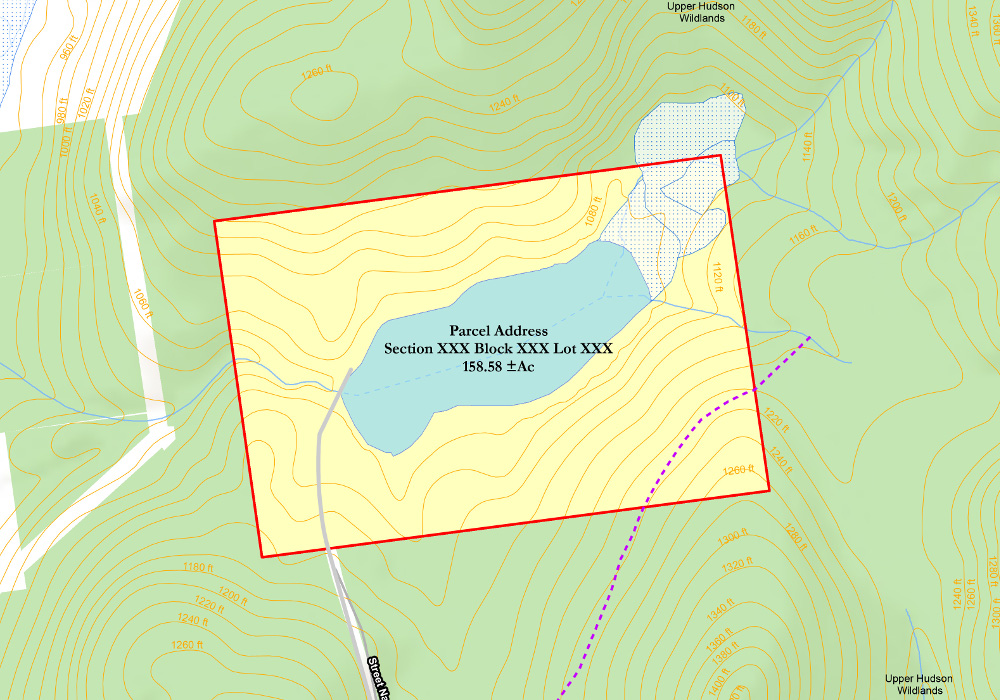 Upper Hudson
Wildlands
1340 ft
1180 ft
960 ft
1260 ft
980 ft
1020 ft
1240 ft
1000 ft
1140 ft
1040 ft
1200 ft
1080 ft
1160 ft
1120 ft
1060 ft
Parcel Address
Section XXX Block XXX Lot XXX
158.58 ±Ac
1220 ft
1240 ft
1260 ft
1280 ft
1300 ft
1320 ft
1180 ft
1200 ft
1220 ft
1240 ft
1260 ft
1340 ft
1360 ft
1380 ft
1400 ft
1240 ft
1260 ft
1280 ft
1300 ft
Street Na
Upper Hudson
Wildlands